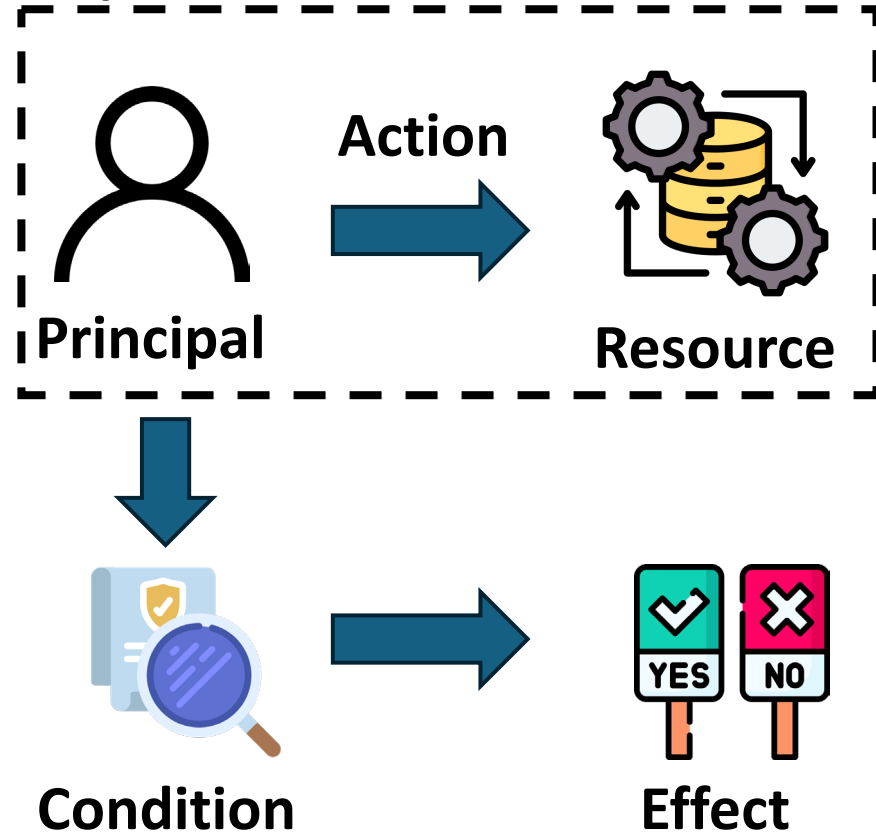 Action
Principal
Resource
YES
NO
Condition
Effect